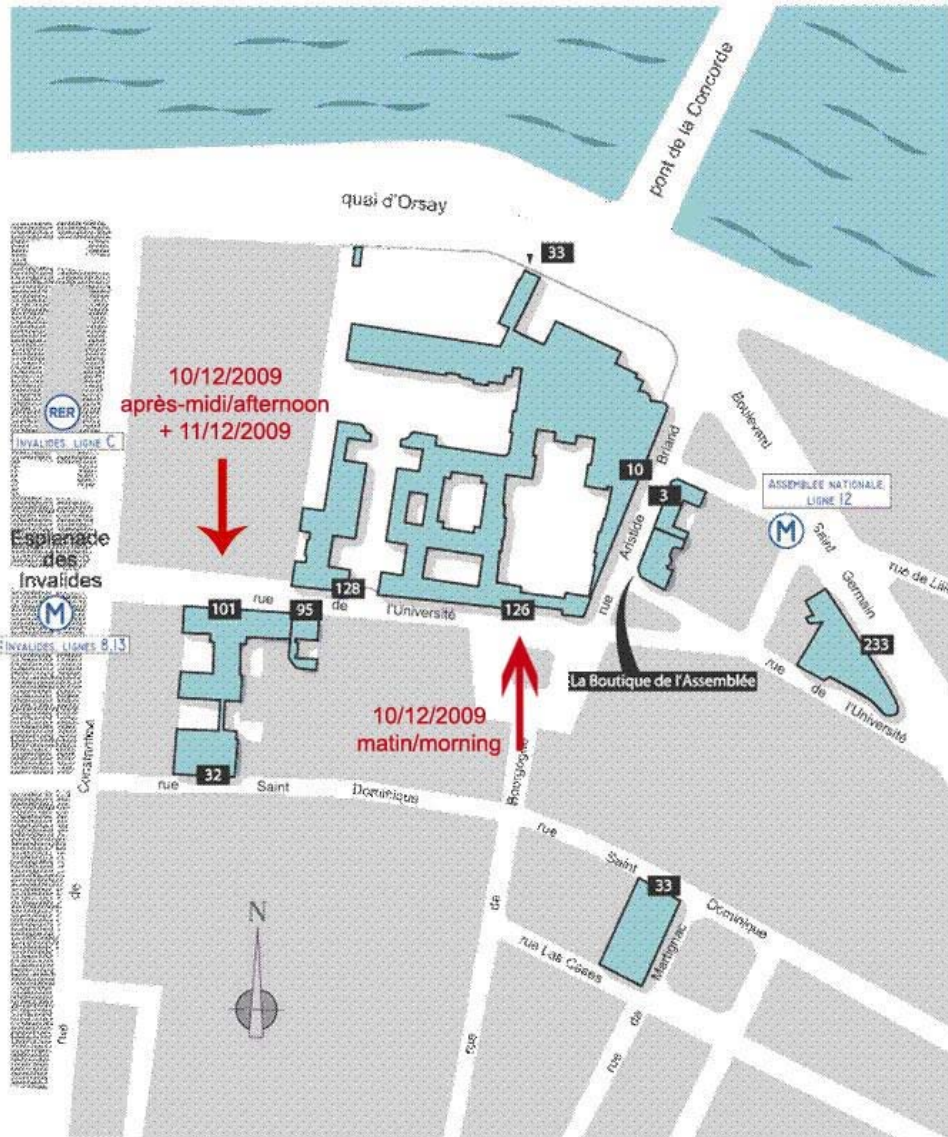 pont de la Concorde
quai d'Orsay
33
10/12/2009
après-midi/afternoon
+ 11/12/2009
RER
INVALIDES, LIGNE C
Boulevard
Saint
Germain
rue de Lille
10
3
rue
Aristide
Briand
ASSEMBLÉE NATIONALE
LIGNE 12
M
Esplanade
des
Invalides
M
INVALIDES, LIGNES 8,13
101
rue
95
128
de
l'Université
126
233
La Boutique de l'Assemblée
rue
de
l'Université
10/12/2009
matin/morning
32
rue
Saint
Dominique
rue
de
Constantine
rue
de
Bourgogne
rue
Saint
Dominique
33
rue Las Cases
rue
de
Martignac
N